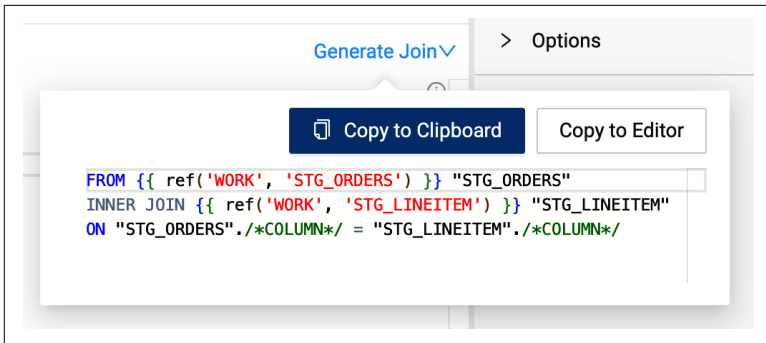 Generate Join
Options
Copy to Clipboard
Copy to Editor
FROM {{ ref('WORK', 'STG_ORDERS') }} "STG_ORDERS"
INNER JOIN {{ ref('WORK', 'STG_LINEITEM') }} "STG_LINEITEM"
ON "STG_ORDERS"./*COLUMN*/ = "STG_LINEITEM"./*COLUMN*/